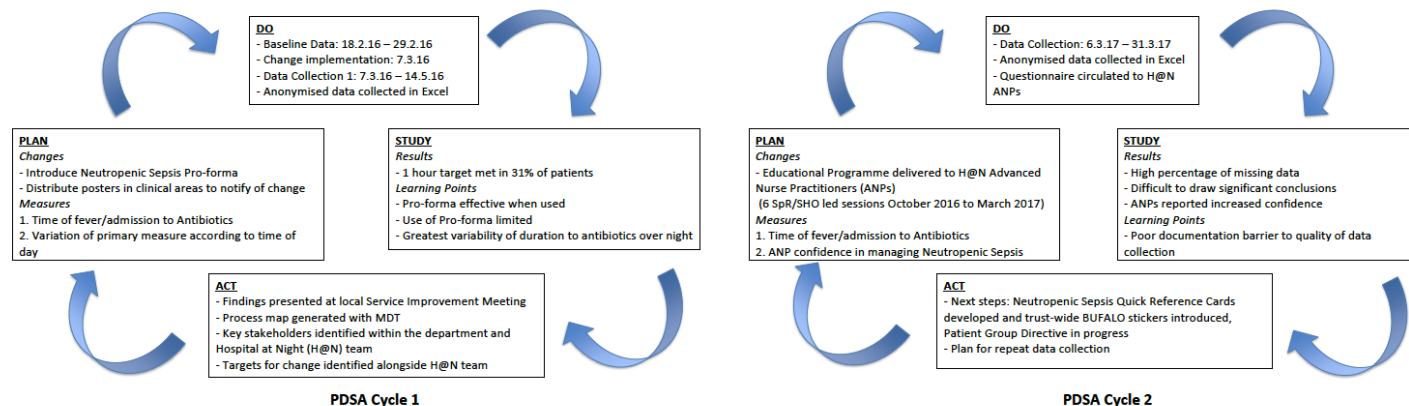 DO
- Baseline Data: 18.2.16 – 29.2.16
- Change implementation: 7.3.16
- Data Collection 1: 7.3.16 – 14.5.16
- Anonymised data collected in Excel
PLAN
Changes
- Introduce Neutropenic Sepsis Pro-forma
- Distribute posters in clinical areas to notify of change
Measures
1. Time of fever/admission to Antibiotics
2. Variation of primary measure according to time of
day
STUDY
Results
- 1 hour target met in 31% of patients
Learning Points
- Pro-forma effective when used
- Use of Pro-forma limited
- Greatest variability of duration to antibiotics over night
ACT
- Findings presented at local Service Improvement Meeting
- Process map generated with MDT
- Key stakeholders identified within the department and
Hospital at Night (H@N) team
- Targets for change identified alongside H@N team
PDSA Cycle 1
DO
- Data Collection: 6.3.17 – 31.3.17
- Anonymised data collected in Excel
- Questionnaire circulated to H@N
ANPs
PLAN
Changes
- Educational Programme delivered to H@N Advanced
Nurse Practitioners (ANPs)
(6 SpR/SHO led sessions October 2016 to March 2017)
Measures
1. Time of fever/admission to Antibiotics
2. ANP confidence in managing Neutropenic Sepsis
STUDY
Results
- High percentage of missing data
- Difficult to draw significant conclusions
- ANPs reported increased confidence
Learning Points
- Poor documentation barrier to quality of data
collection
ACT
- Next steps: Neutropenic Sepsis Quick Reference Cards
developed and trust-wide BUFALO stickers introduced,
Patient Group Directive in progress
- Plan for repeat data collection
PDSA Cycle 2